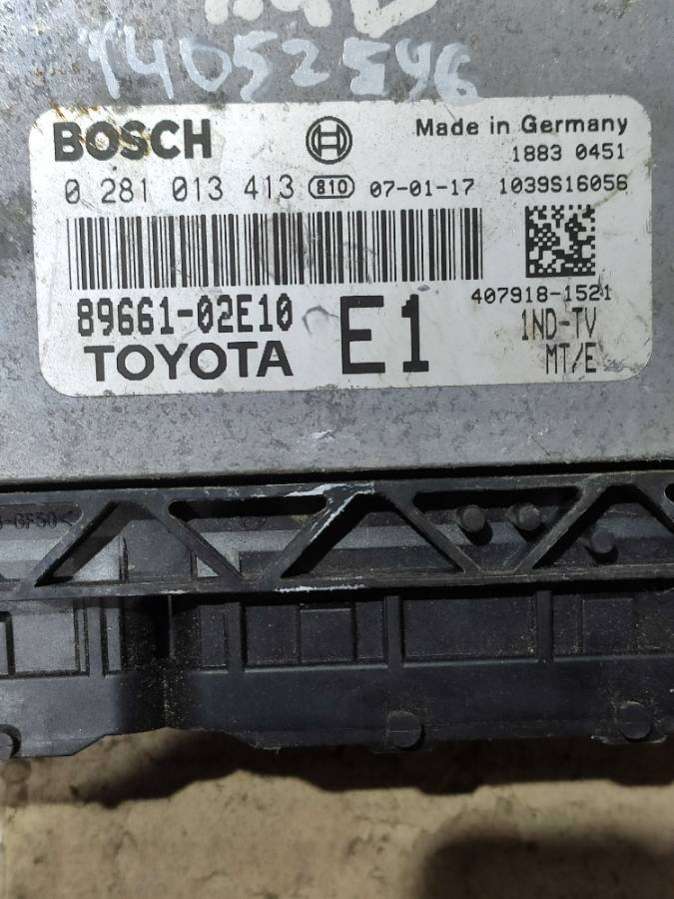 14052596
BOSCH
Made in Germany
1883 0451
0 281 013 413 810 07-01-17 1039S16056
407918-1521
89661-02E10
E1
1ND-TV
TOYOTA
MT/E